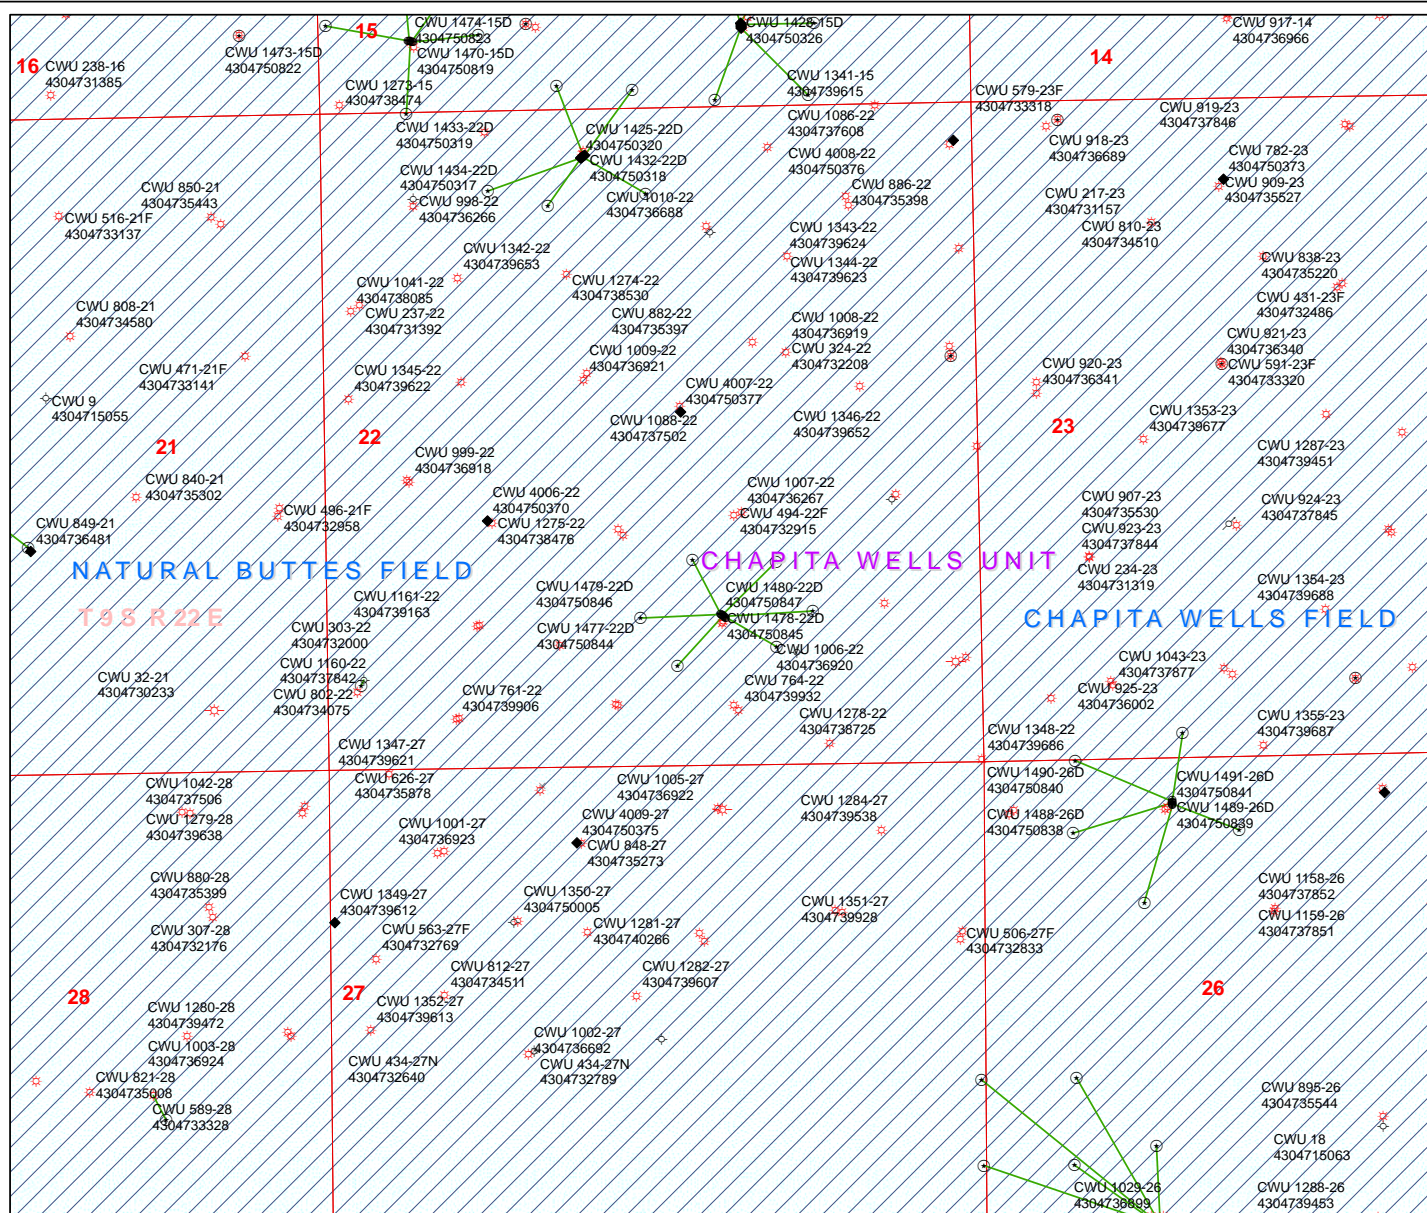 CWU 1474-15D
4304750823
CWU 1428-15D
4304750326
CWU 917-14
4304736966
15
14
16
CWU 1473-15D
4304750822
CWU 1470-15D
4304750819
CWU 238-16
4304731385
CWU 1273-15
4304738474
CWU 1341-15
4304739615
CWU 579-23F
4304733318
CWU 1086-22
4304737608
CWU 919-23
4304737846
CWU 1433-22D
4304750319
CWU 1425-22D
4304750320
CWU 918-23
4304736689
CWU 4008-22
4304750376
CWU 1432-22D
4304750318
CWU 782-23
4304750373
CWU 1434-22D
4304750317
CWU 909-23
4304735527
CWU 850-21
4304735443
CWU 998-22
4304736266
CWU 1010-22
4304736688
CWU 886-22
4304735398
CWU 217-23
4304731157
CWU 516-21F
4304733137
CWU 1343-22
4304739624
CWU 810-23
4304734510
CWU 1342-22
4304739653
CWU 1344-22
4304739623
CWU 838-23
4304735220
CWU 1041-22
4304738085
CWU 1274-22
4304738530
CWU 431-23F
4304732486
CWU 808-21
4304734580
CWU 237-22
4304731392
CWU 882-22
4304735397
CWU 1008-22
4304736919
CWU 921-23
4304736340
CWU 471-21F
4304733141
CWU 1345-22
4304739622
CWU 1009-22
4304736921
CWU 324-22
4304732208
CWU 920-23
4304736341
CWU 591-23F
4304733320
CWU 9
4304715055
CWU 4007-22
4304750377
CWU 1088-22
4304737502
CWU 1346-22
4304739652
CWU 1353-23
4304739677
21
22
23
CWU 1287-23
4304739451
CWU 999-22
4304736918
CWU 840-21
4304735302
CWU 4006-22
4304750370
CWU 1007-22
4304736267
CWU 907-23
4304735530
CWU 924-23
4304737845
CWU 849-21
4304736481
CWU 496-21F
4304732958
CWU 1275-22
4304738476
CWU 494-22F
4304732915
CWU 923-23
4304737844
NATURAL BUTTES FIELD
CHAPITA WELLS UNIT
CWU 234-23
4304731319
CWU 1161-22
4304739163
CWU 1479-22D
4304750846
CWU 1480-22D
4304750847
CWU 1354-23
4304739688
T 9 S R 22 E
CHAPITA WELLS FIELD
CWU 303-22
4304732000
CWU 1477-22D
4304750844
CWU 1478-22D
4304750845
CWU 1160-22
4304737842
CWU 1006-22
4304736920
CWU 1043-23
4304737877
CWU 32-21
4304730233
CWU 802-22
4304734075
CWU 761-22
4304739906
CWU 764-22
4304739932
CWU 925-23
4304736002
CWU 1278-22
4304738725
CWU 1348-22
4304739686
CWU 1355-23
4304739687
CWU 1347-27
4304739621
CWU 1490-26D
4304750840
CWU 1491-26D
4304750841
CWU 1042-28
4304737506
CWU 626-27
4304735878
CWU 1005-27
4304736922
CWU 1284-27
4304739538
CWU 1489-26D
4304750839
CWU 1279-28
4304739638
CWU 1001-27
4304736923
CWU 4009-27
4304750375
CWU 1488-26D
4304750838
CWU 848-27
4304735273
CWU 880-28
4304735399
CWU 1349-27
4304739612
CWU 1350-27
4304750005
CWU 1351-27
4304739928
CWU 1158-26
4304737852
CWU 307-28
4304732176
CWU 563-27F
4304732769
CWU 1281-27
4304740266
CWU 506-27F
4304732833
CWU 1159-26
4304737851
CWU 812-27
4304734511
CWU 1282-27
4304739607
28
27
26
CWU 1280-28
4304739472
CWU 1352-27
4304739613
CWU 1003-28
4304736924
CWU 1002-27
4304736692
CWU 434-27N
4304732640
CWU 434-27N
4304732789
CWU 821-28
4304735008
CWU 895-26
4304735544
CWU 589-28
4304733328
CWU 18
4304715063
CWU 1029-26
4304736899
CWU 1288-26
4304739453